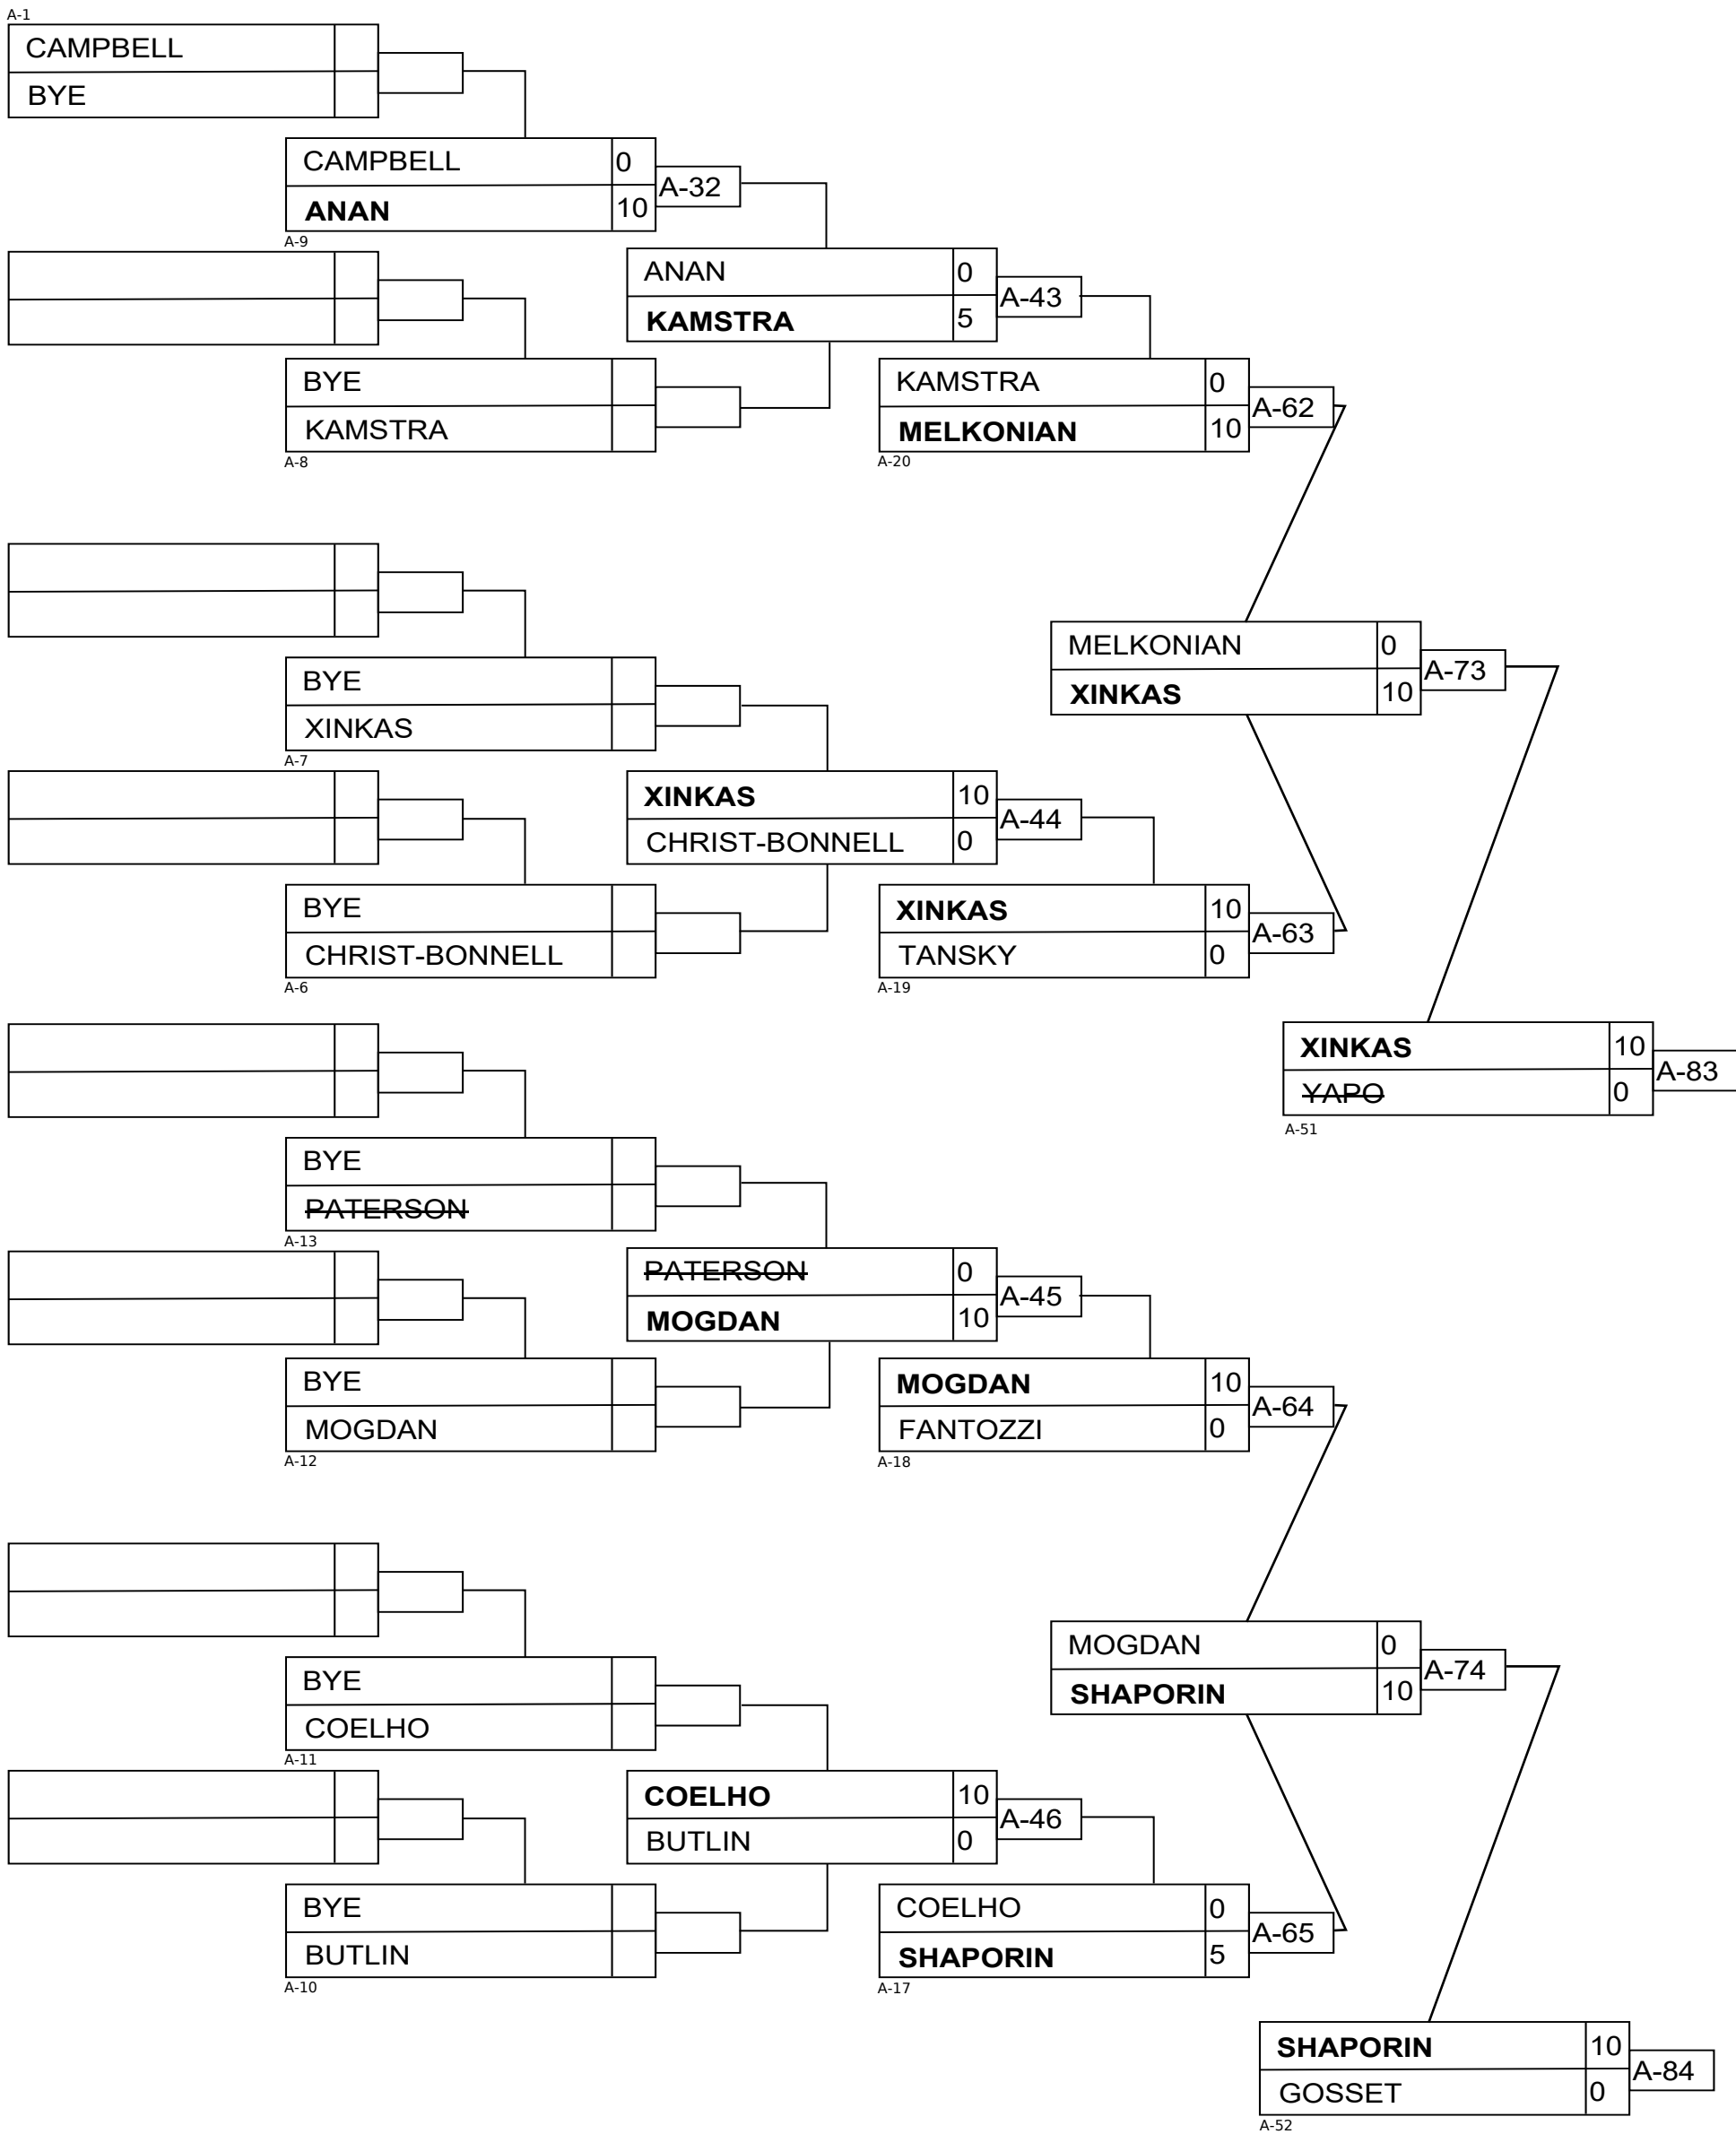 A-1
CAMPBELL
BYE
CAMPBELL 0
A-32
ANAN 10
A-9
ANAN 0
A-43
KAMSTRA 5
BYE
KAMSTRA
A-8
KAMSTRA 0
A-62
MELKONIAN 10
A-20
MELKONIAN 0
A-73
XINKAS 10
BYE
XINKAS
A-7
XINKAS 10
A-44
CHRIST-BONNELL 0
BYE
CHRIST-BONNELL
A-6
XINKAS 10
A-63
TANSKY 0
A-19
XINKAS 10
A-83
YAPO 0
A-51
BYE
PATERSON
A-13
PATERSON 0
A-45
MOGDAN 10
BYE
MOGDAN
A-12
MOGDAN 10
A-64
FANTOZZI 0
A-18
MOGDAN 0
A-74
SHAPORIN 10
BYE
COELHO
A-11
COELHO 10
A-46
BUTLIN 0
BYE
BUTLIN
A-10
COELHO 0
A-65
SHAPORIN 5
A-17
SHAPORIN 10
A-84
GOSSET 0
A-52